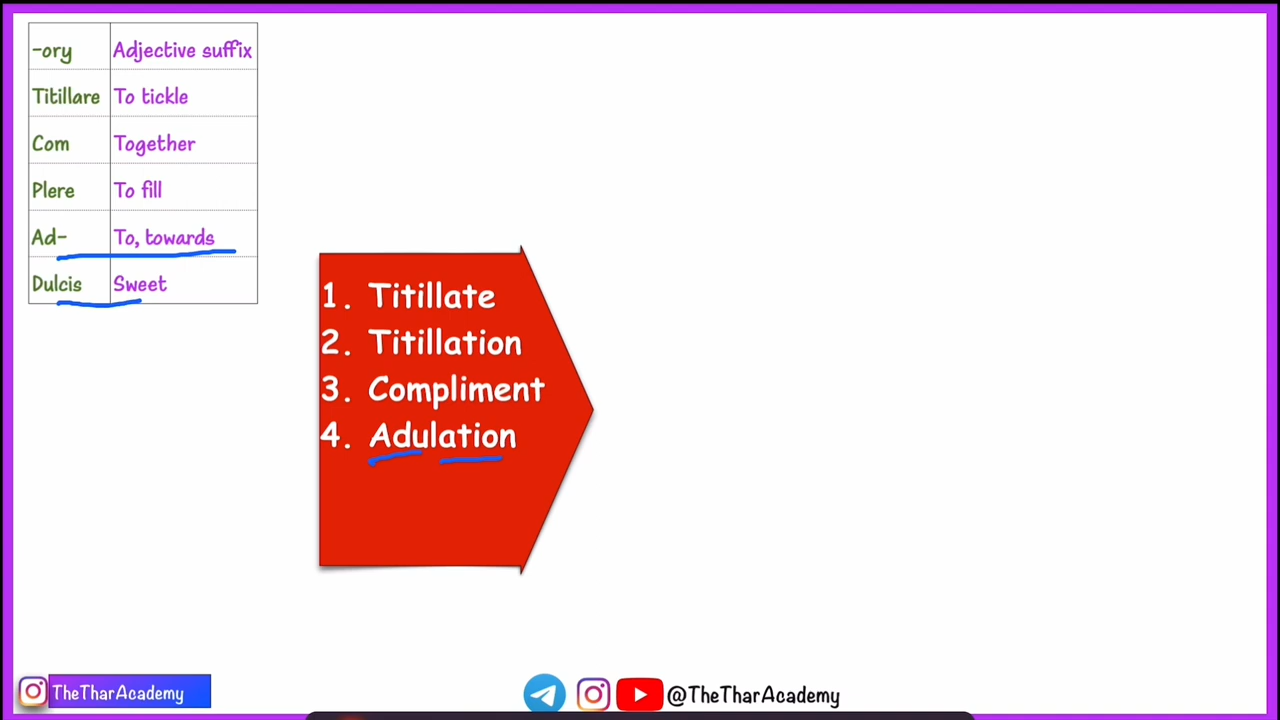 -ory Adjective suffix
Titillare To tickle
Com Together
Plere To fill
Ad- To, towards
Dulcis Sweet
1. Titillate
2. Titillation
3. Compliment
4. Adulation
TheTharAcademy
@TheTharAcademy